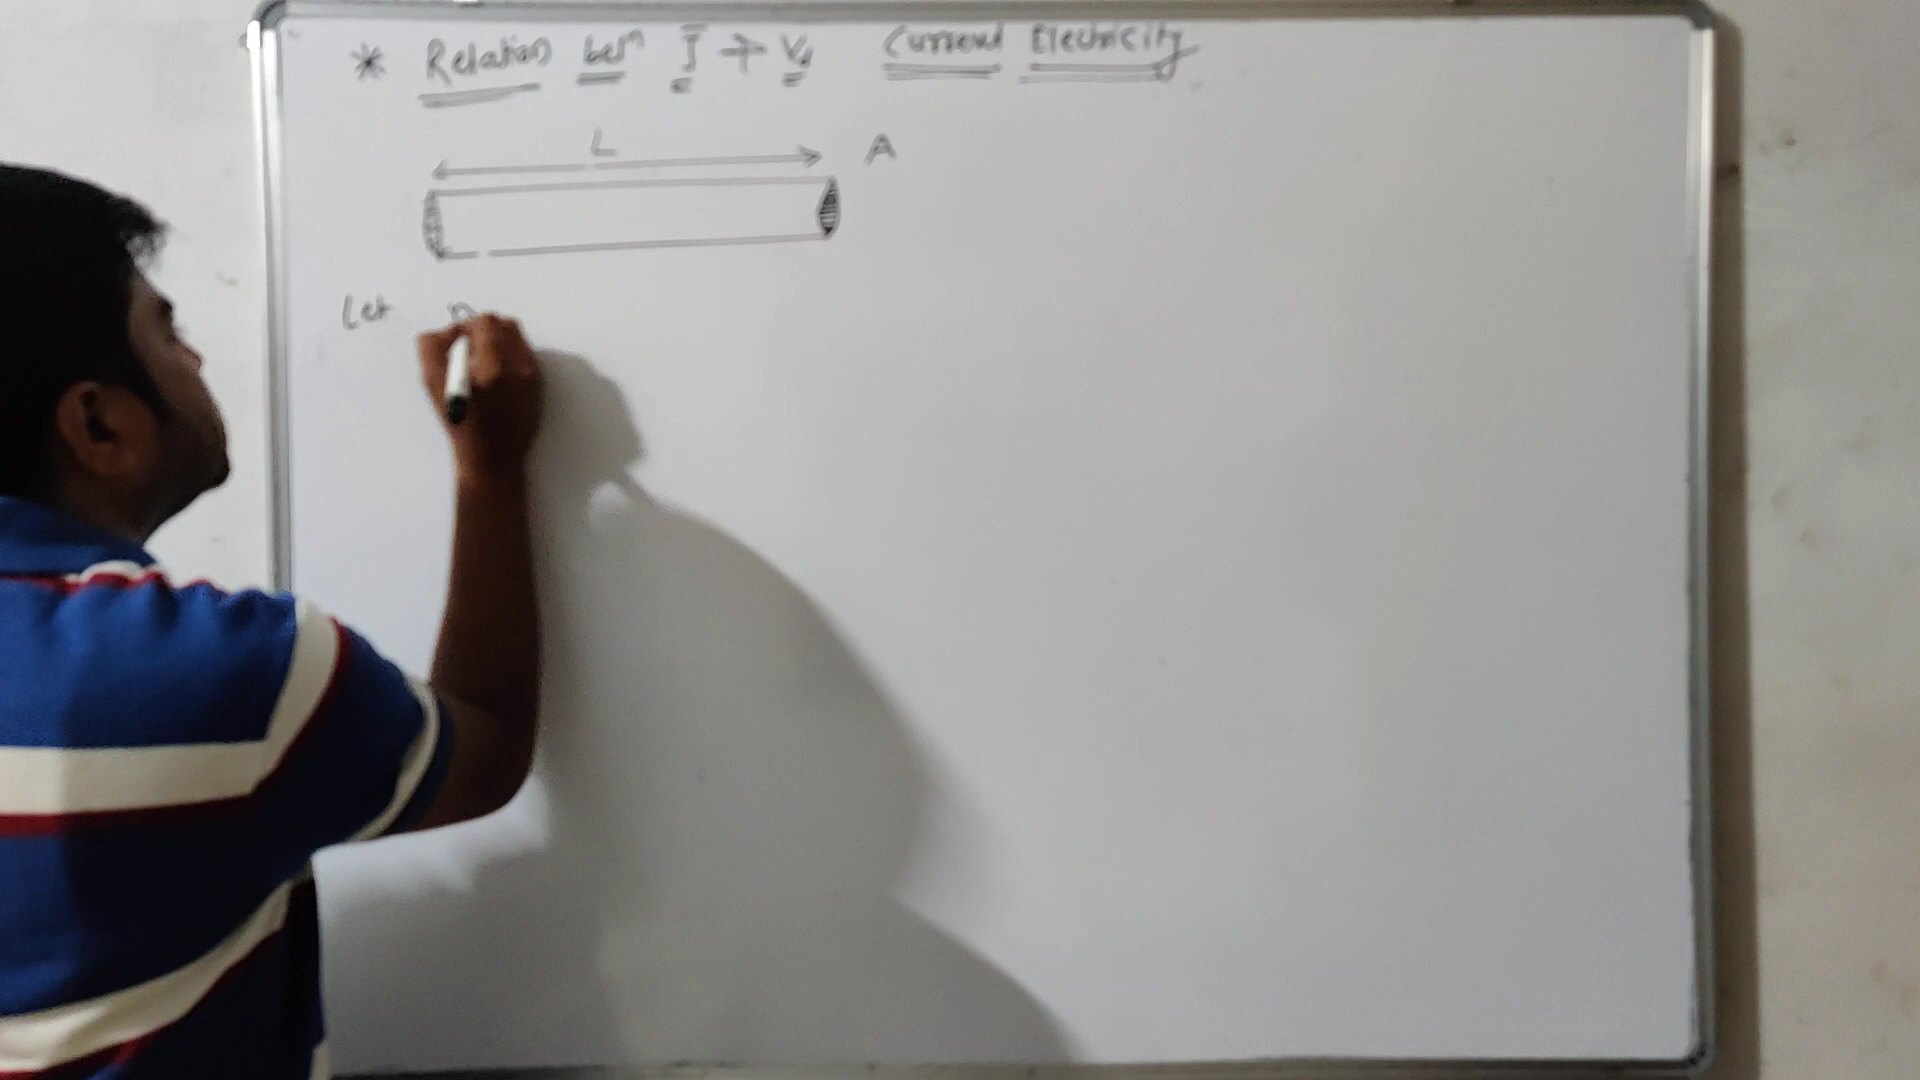 * Relation betⁿ J̄ & Vd Current Electricity
L
A
Let n